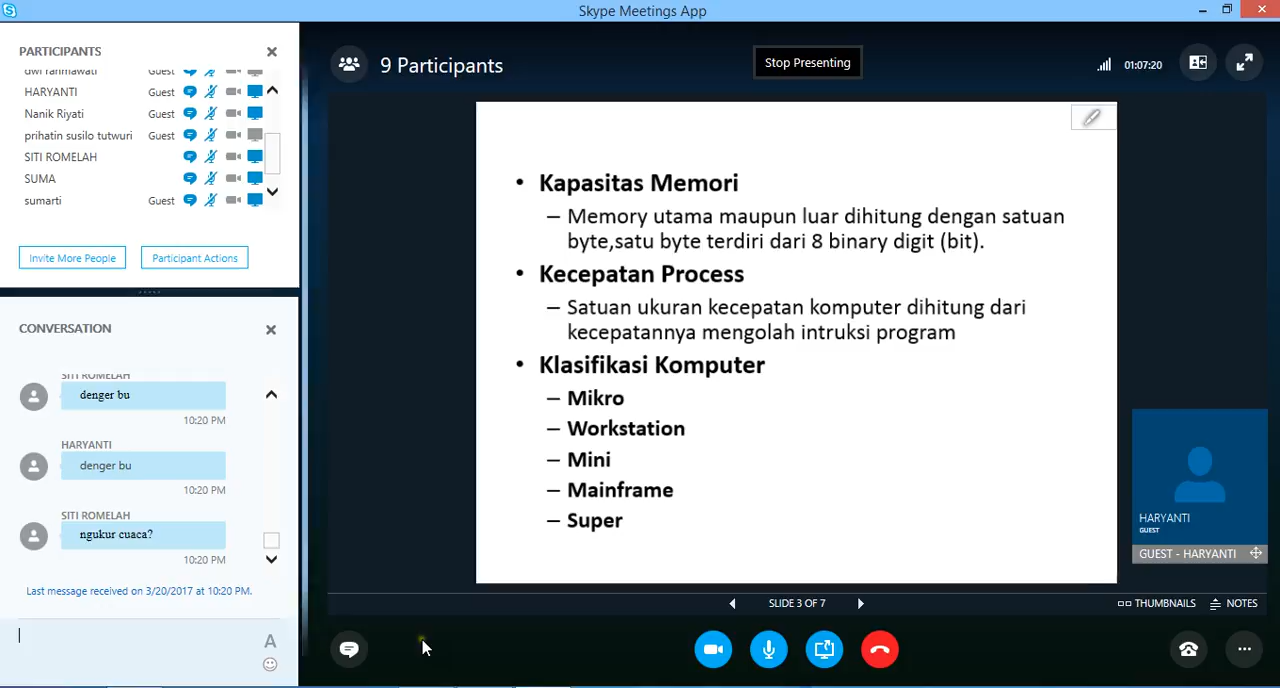 Skype Meetings App
PARTICIPANTS
dwi rahmawati Guest
HARYANTI Guest
Nanik Riyati Guest
prihatin susilo tutwuri Guest
SITI ROMELAH
SUMA
sumarti Guest
Invite More People Participant Actions
CONVERSATION
SITI ROMELAH
denger bu
10:20 PM
HARYANTI
denger bu
10:20 PM
SITI ROMELAH
ngukur cuaca?
10:20 PM
Last message received on 3/20/2017 at 10:20 PM.
A
9 Participants
Stop Presenting
01:07:20
• Kapasitas Memori
– Memory utama maupun luar dihitung dengan satuan
byte,satu byte terdiri dari 8 binary digit (bit).
• Kecepatan Process
– Satuan ukuran kecepatan komputer dihitung dari
kecepatannya mengolah intruksi program
• Klasifikasi Komputer
– Mikro
– Workstation
– Mini
– Mainframe
– Super
HARYANTI
GUEST
GUEST - HARYANTI
SLIDE 3 OF 7
THUMBNAILS NOTES